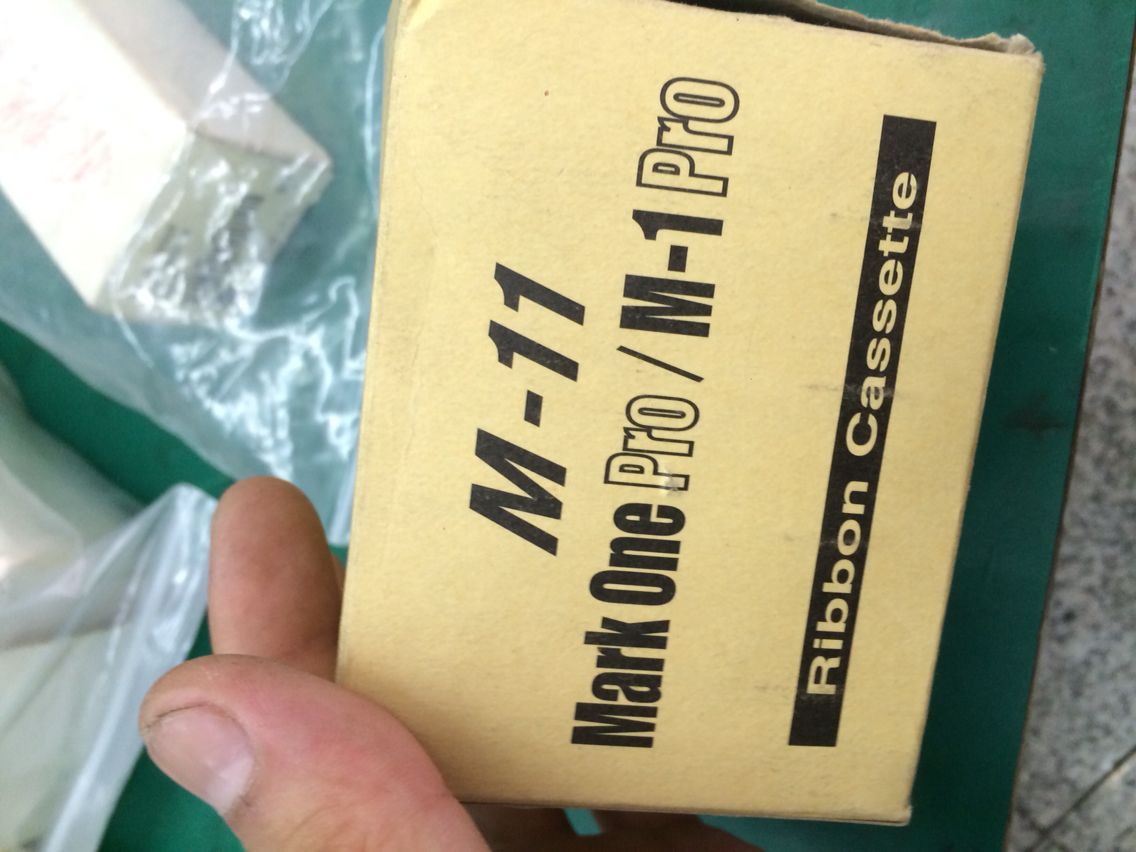 M-11
Mark One Pro / M-1 Pro
Ribbon Cassette